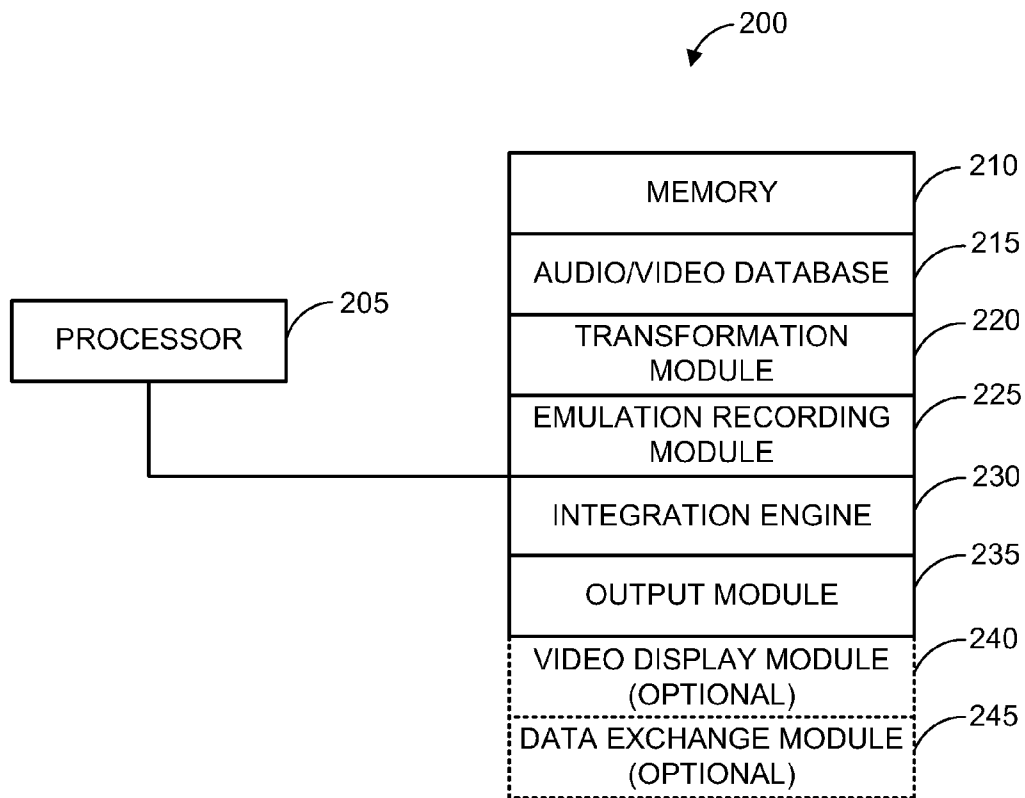 200
MEMORY
210
AUDIO/VIDEO DATABASE
215
PROCESSOR
205
TRANSFORMATION
MODULE
220
EMULATION RECORDING
MODULE
225
INTEGRATION ENGINE
230
OUTPUT MODULE
235
VIDEO DISPLAY MODULE
(OPTIONAL)
240
DATA EXCHANGE MODULE
(OPTIONAL)
245